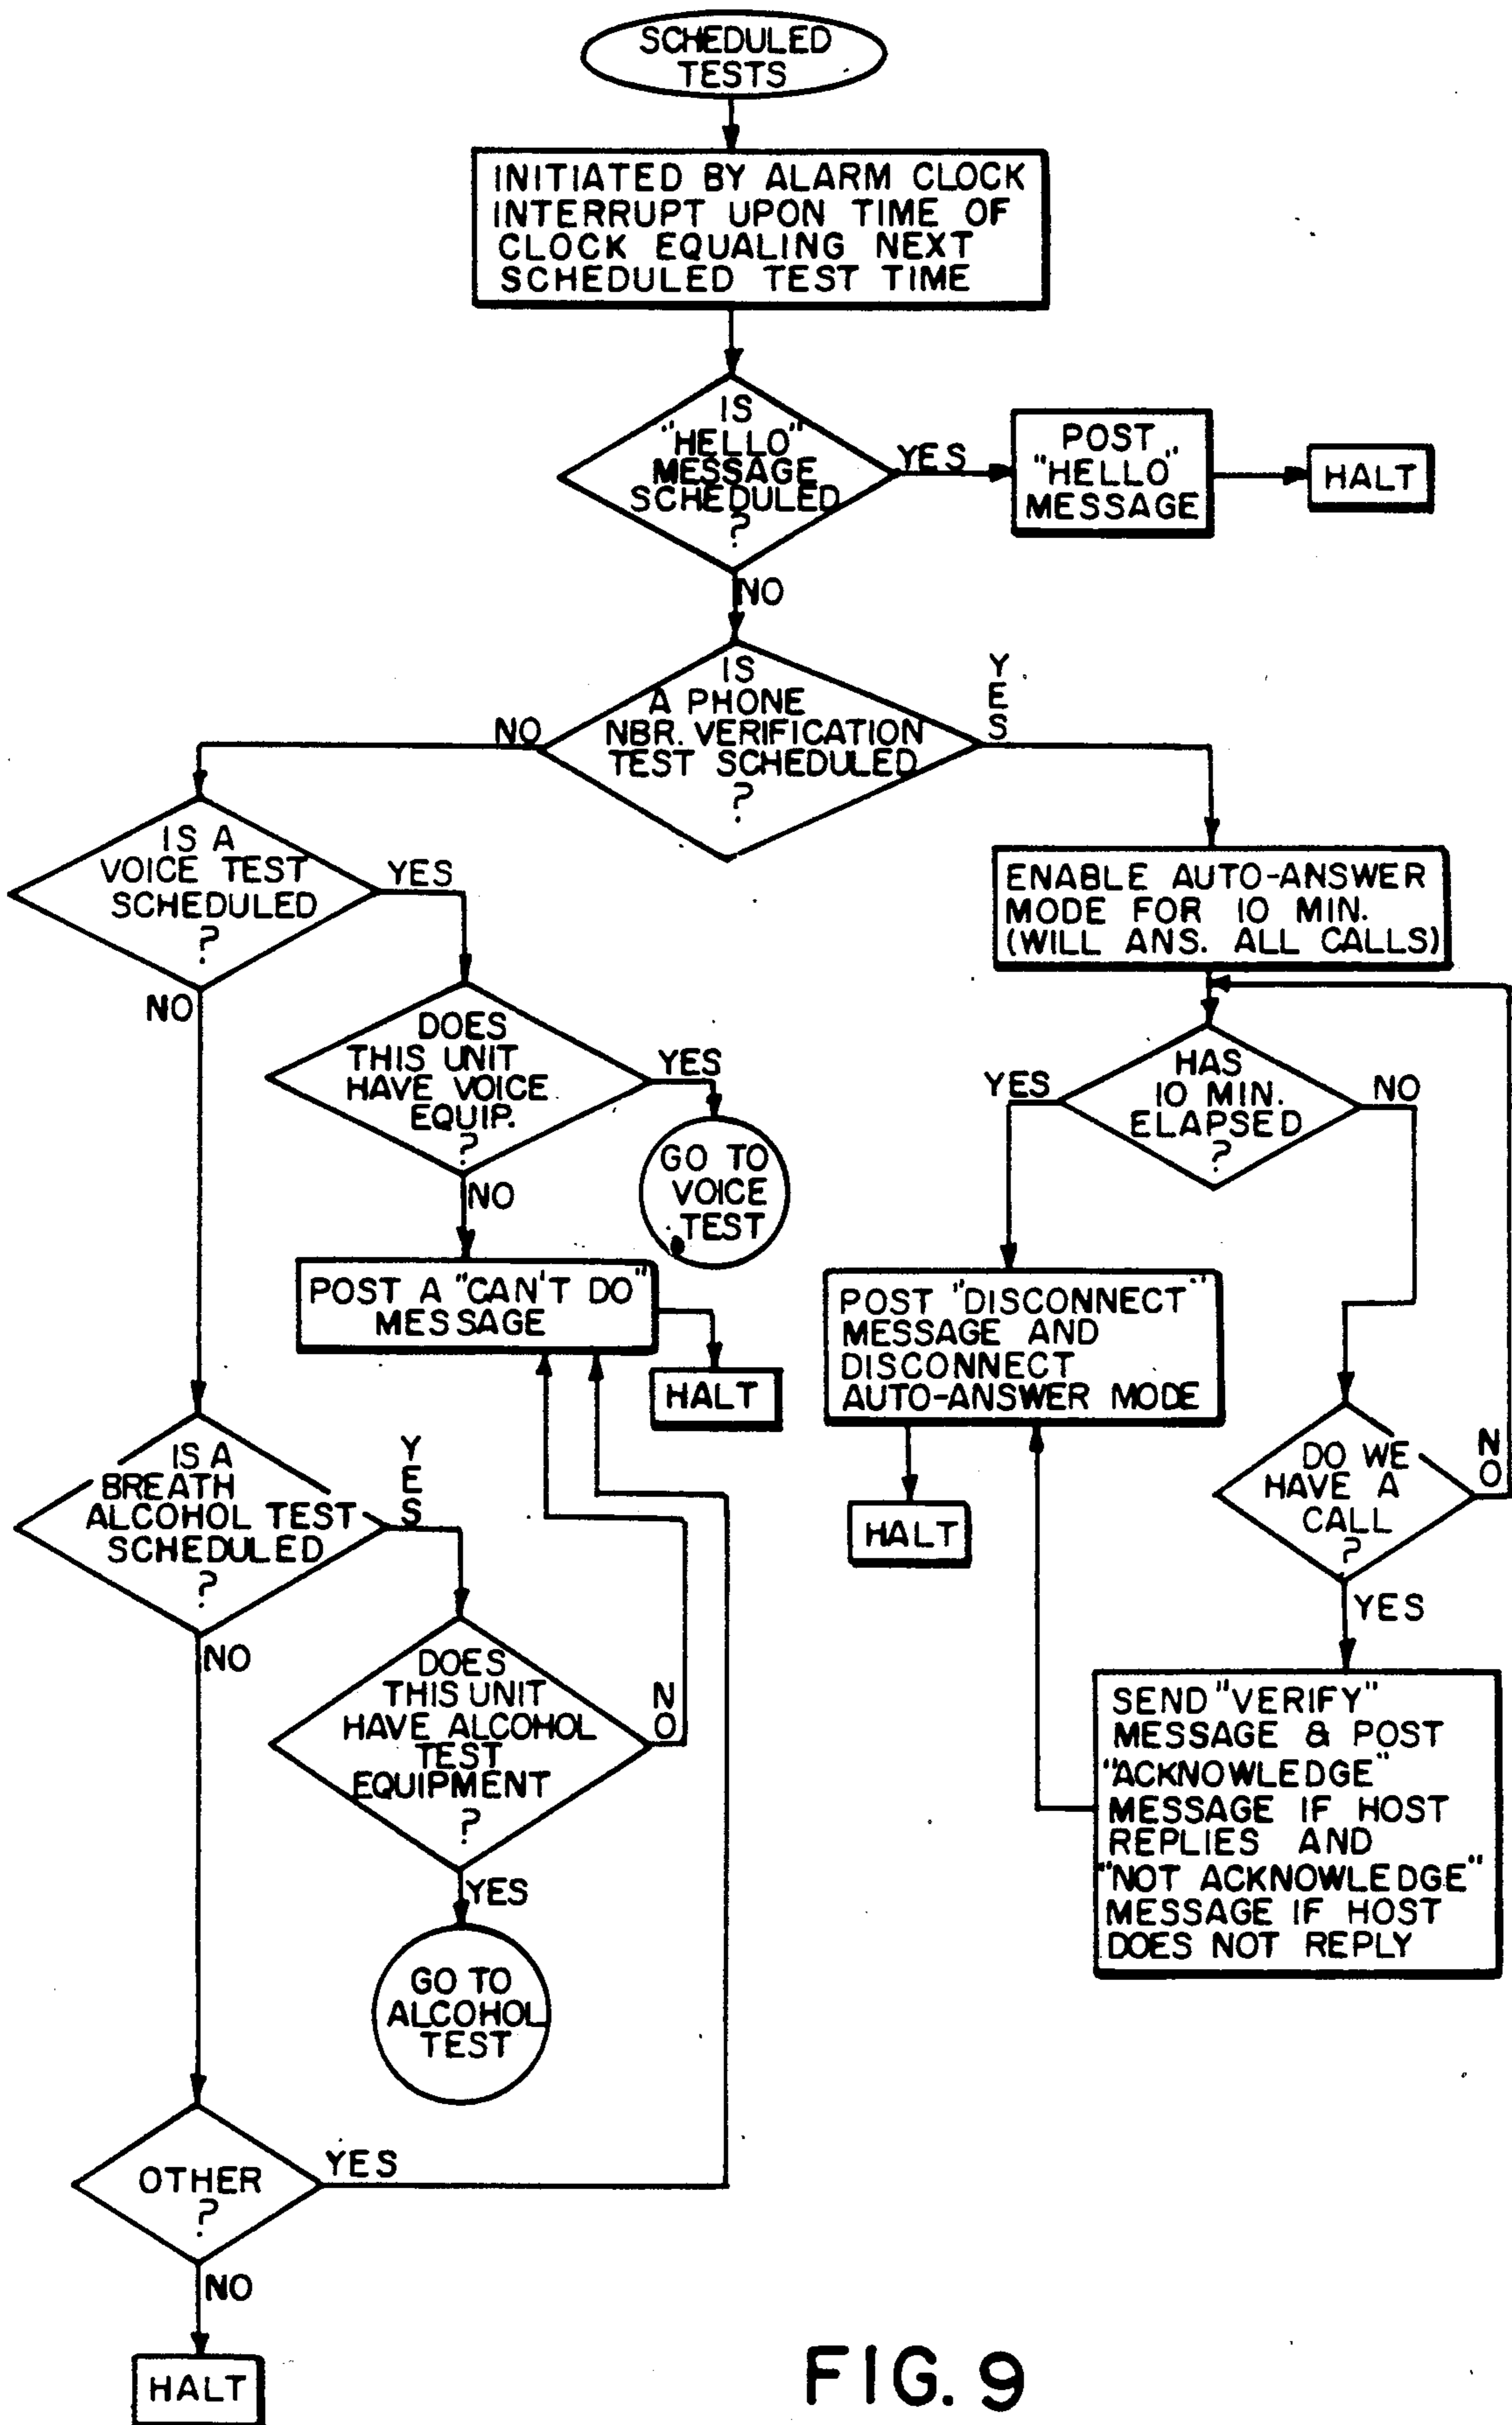 SCHEDULED
TESTS
INITIATED BY ALARM CLOCK
INTERRUPT UPON TIME OF
CLOCK EQUALING NEXT
SCHEDULED TEST TIME
IS
"HELLO"
MESSAGE
SCHEDULED
?
YES
POST
"HELLO"
MESSAGE
HALT
NO
IS
A PHONE
NBR. VERIFICATION
TEST SCHEDULED
?
NO
YES
IS A
VOICE TEST
SCHEDULED
?
YES
NO
DOES
THIS UNIT
HAVE VOICE
EQUIP.
?
YES
GO TO
VOICE
TEST
NO
POST A "CAN'T DO"
MESSAGE
HALT
ENABLE AUTO-ANSWER
MODE FOR 10 MIN.
(WILL ANS. ALL CALLS)
HAS
10 MIN.
ELAPSED
?
YES
NO
POST "DISCONNECT"
MESSAGE AND
DISCONNECT
AUTO-ANSWER MODE
HALT
DO WE
HAVE A
CALL
?
NO
YES
SEND "VERIFY"
MESSAGE & POST
"ACKNOWLEDGE"
MESSAGE IF HOST
REPLIES AND
"NOT ACKNOWLEDGE"
MESSAGE IF HOST
DOES NOT REPLY
IS A
BREATH
ALCOHOL TEST
SCHEDULED
?
YES
NO
DOES
THIS UNIT
HAVE ALCOHOL
TEST
EQUIPMENT
?
NO
YES
GO TO
ALCOHOL
TEST
OTHER
?
YES
NO
HALT
FIG. 9